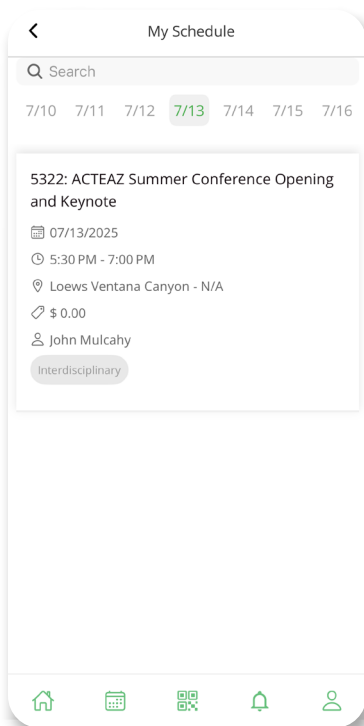 My Schedule
Search
7/10 7/11 7/12 7/13 7/14 7/15 7/16
5322: ACTEAZ Summer Conference Opening
and Keynote
07/13/2025
5:30 PM - 7:00 PM
Loews Ventana Canyon - N/A
$ 0.00
John Mulcahy
Interdisciplinary